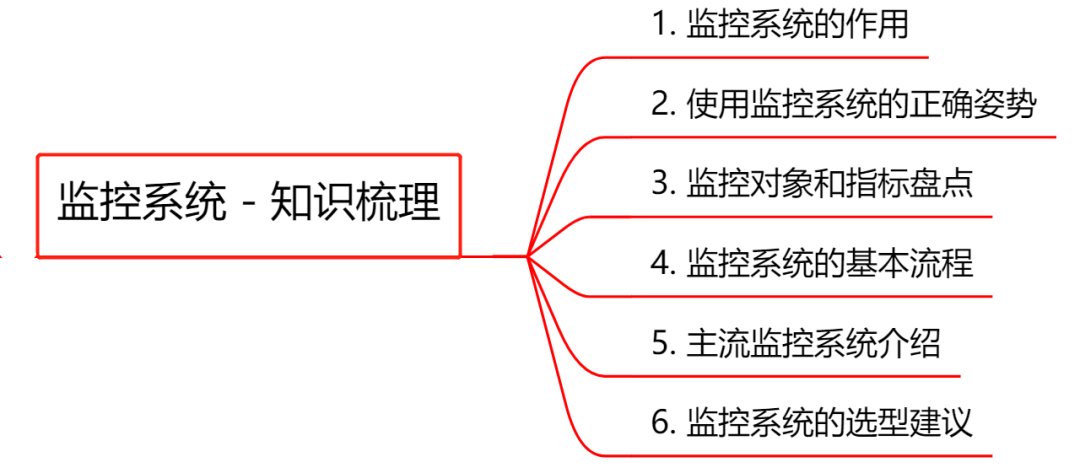 监控系统 - 知识梳理
1. 监控系统的作用
2. 使用监控系统的正确姿势
3. 监控对象和指标盘点
4. 监控系统的基本流程
5. 主流监控系统介绍
6. 监控系统的选型建议